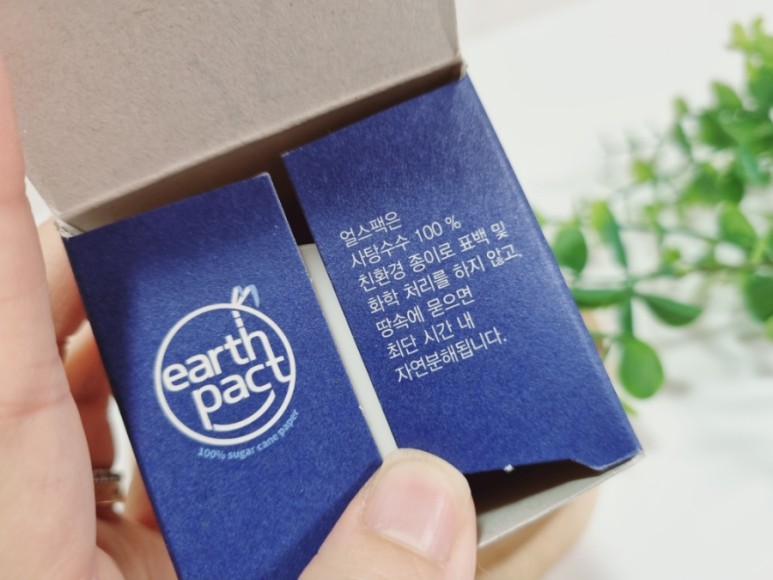 earth
pact
100% sugar cane paper
얼스팩은
사탕수수 100 %
친환경 종이로 표백 및
화학 처리를 하지 않고,
땅속에 묻으면
최단 시간 내
자연분해됩니다.